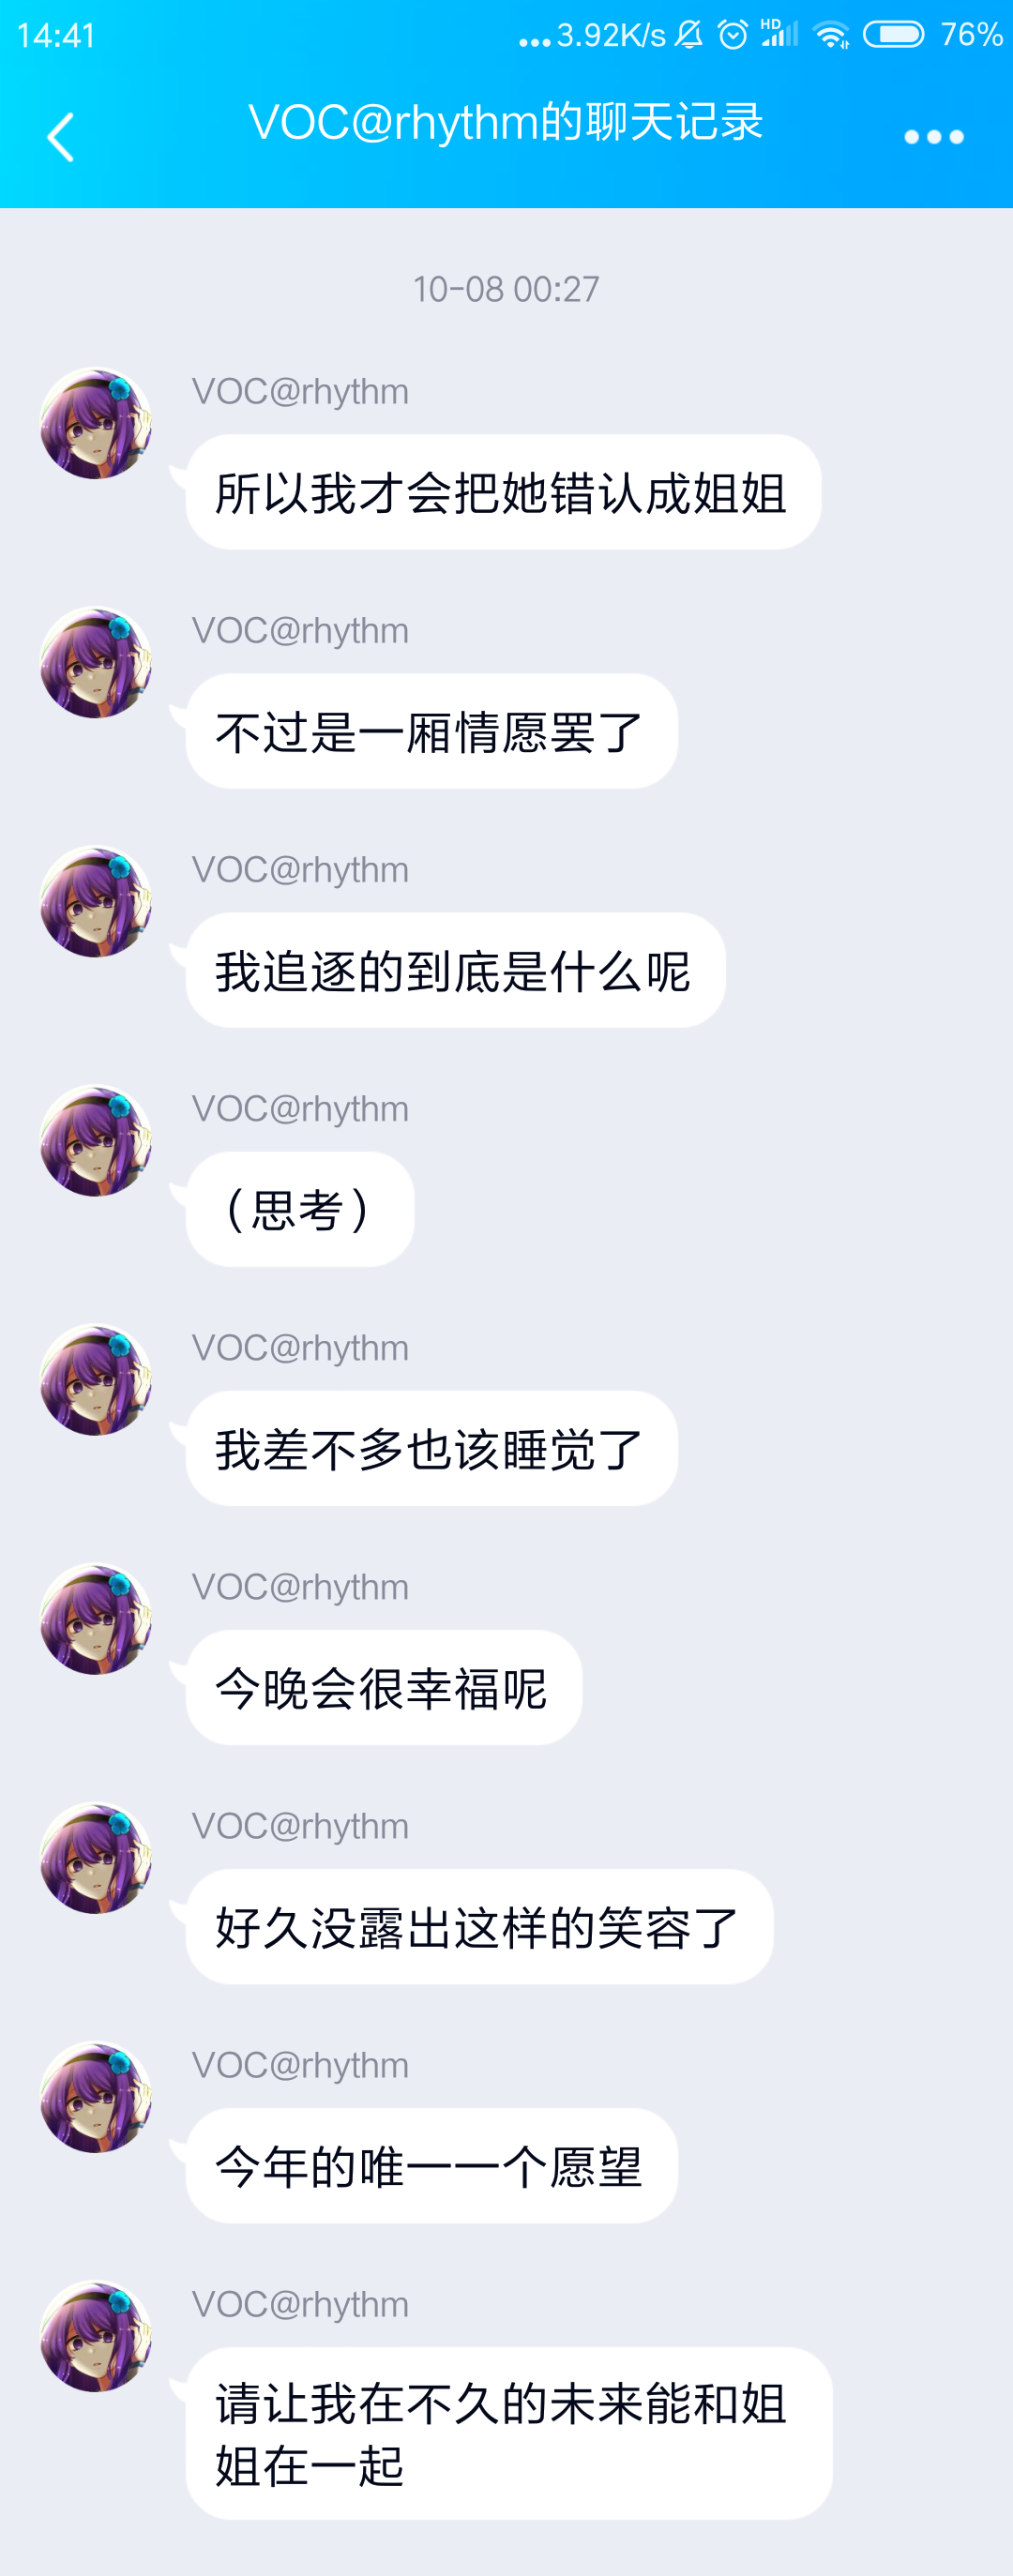 14:41
...3.92K/s HD 76%
VOC@rhythm的聊天记录
10-08 00:27
VOC@rhythm
所以我才会把她错认成姐姐
VOC@rhythm
不过是一厢情愿罢了
VOC@rhythm
我追逐的到底是什么呢
VOC@rhythm
（思考）
VOC@rhythm
我差不多也该睡觉了
VOC@rhythm
今晚会很幸福呢
VOC@rhythm
好久没露出这样的笑容了
VOC@rhythm
今年的唯一一个愿望
VOC@rhythm
请让我在不久的未来能和姐
姐在一起